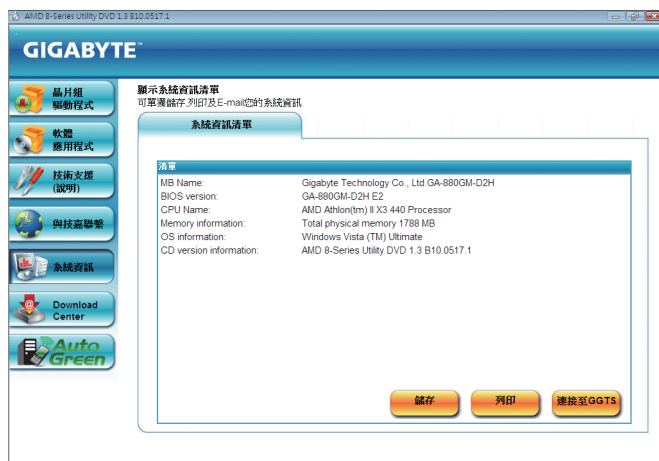 AMD 8-Series Utility DVD 1.3 B10.0517.1
GIGABYTE™
晶片組
驅動程式
軟體
應用程式
技術支援
(說明)
與技嘉聯繫
系統資訊
Download
Center
Auto
Green
顯示系統資訊清單
可單獨儲存,列印及E-mail您的系統資訊
系統資訊清單
清單
MB Name: Gigabyte Technology Co., Ltd.GA-880GM-D2H
BIOS version: GA-880GM-D2H E2
CPU Name: AMD Athlon(tm) II X3 440 Processor
Memory information: Total physical memory 1788 MB
OS information: Windows Vista (TM) Ultimate
CD version information: AMD 8-Series Utility DVD 1.3 B10.0517.1
儲存 列印 連接至GGTS